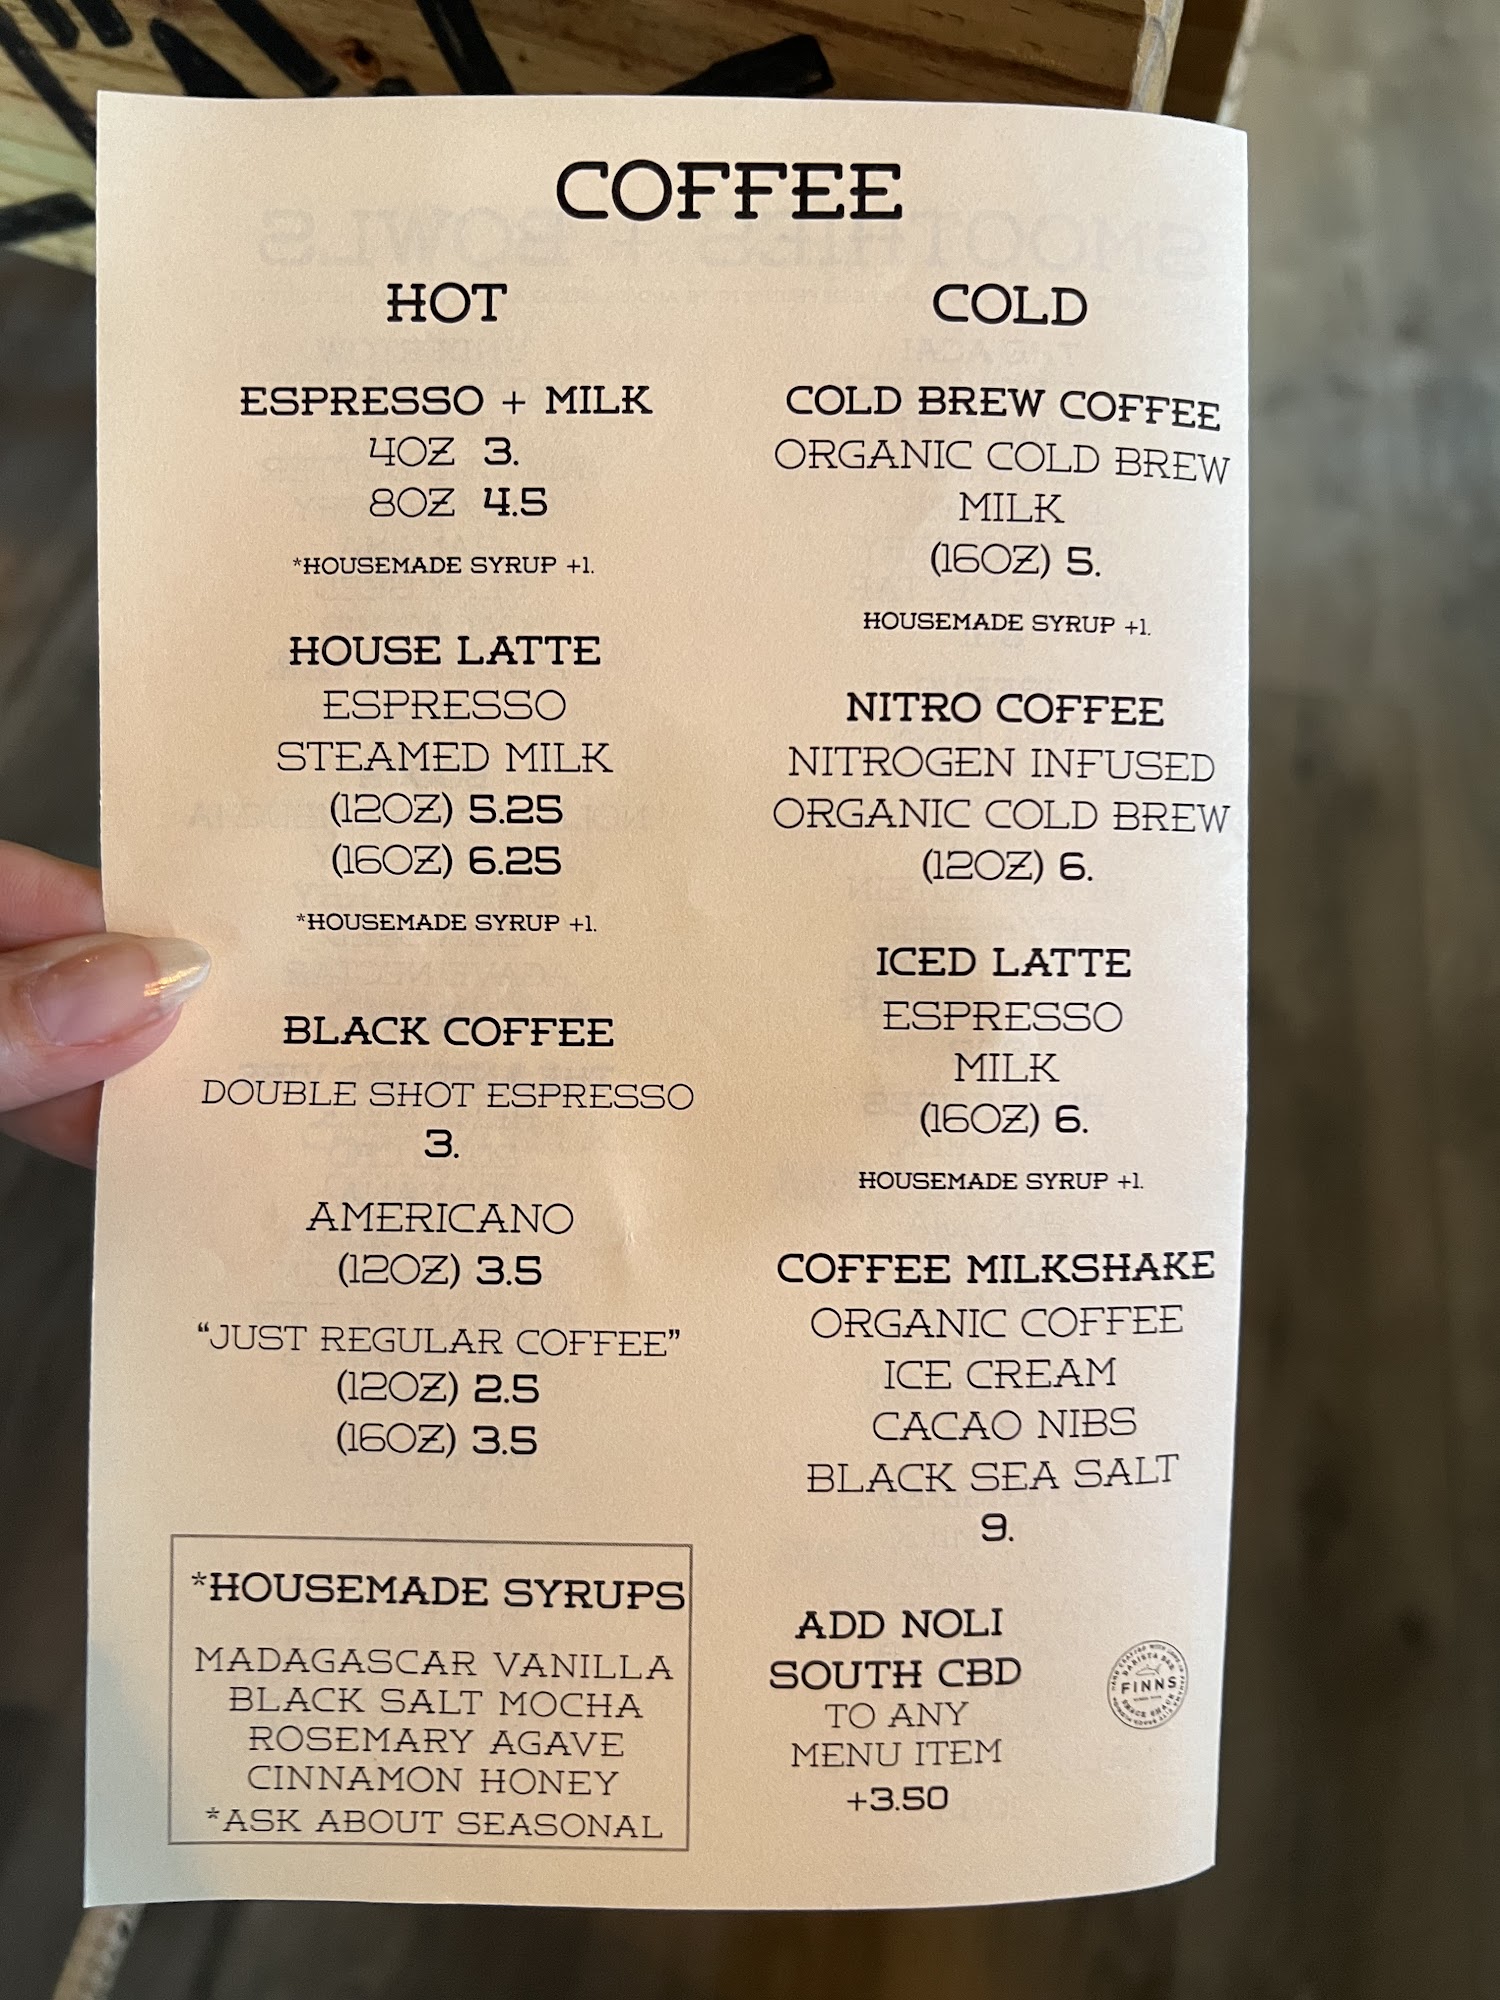 COFFEE
HOT
ESPRESSO + MILK
4OZ 3.
8OZ 4.5
*HOUSEMADE SYRUP +1.
HOUSE LATTE
ESPRESSO
STEAMED MILK
(12OZ) 5.25
(16OZ) 6.25
*HOUSEMADE SYRUP +1.
BLACK COFFEE
DOUBLE SHOT ESPRESSO
3.
AMERICANO
(12OZ) 3.5
“JUST REGULAR COFFEE”
(12OZ) 2.5
(16OZ) 3.5
*HOUSEMADE SYRUPS
MADAGASCAR VANILLA
BLACK SALT MOCHA
ROSEMARY AGAVE
CINNAMON HONEY
*ASK ABOUT SEASONAL
COLD
COLD BREW COFFEE
ORGANIC COLD BREW
MILK
(16OZ) 5.
HOUSEMADE SYRUP +1.
NITRO COFFEE
NITROGEN INFUSED
ORGANIC COLD BREW
(12OZ) 6.
ICED LATTE
ESPRESSO
MILK
(16OZ) 6.
HOUSEMADE SYRUP +1.
COFFEE MILKSHAKE
ORGANIC COFFEE
ICE CREAM
CACAO NIBS
BLACK SEA SALT
9.
ADD NOLI
SOUTH CBD
TO ANY
MENU ITEM
+3.50
BARISTA BAR
FINNS
SNACK SHACK